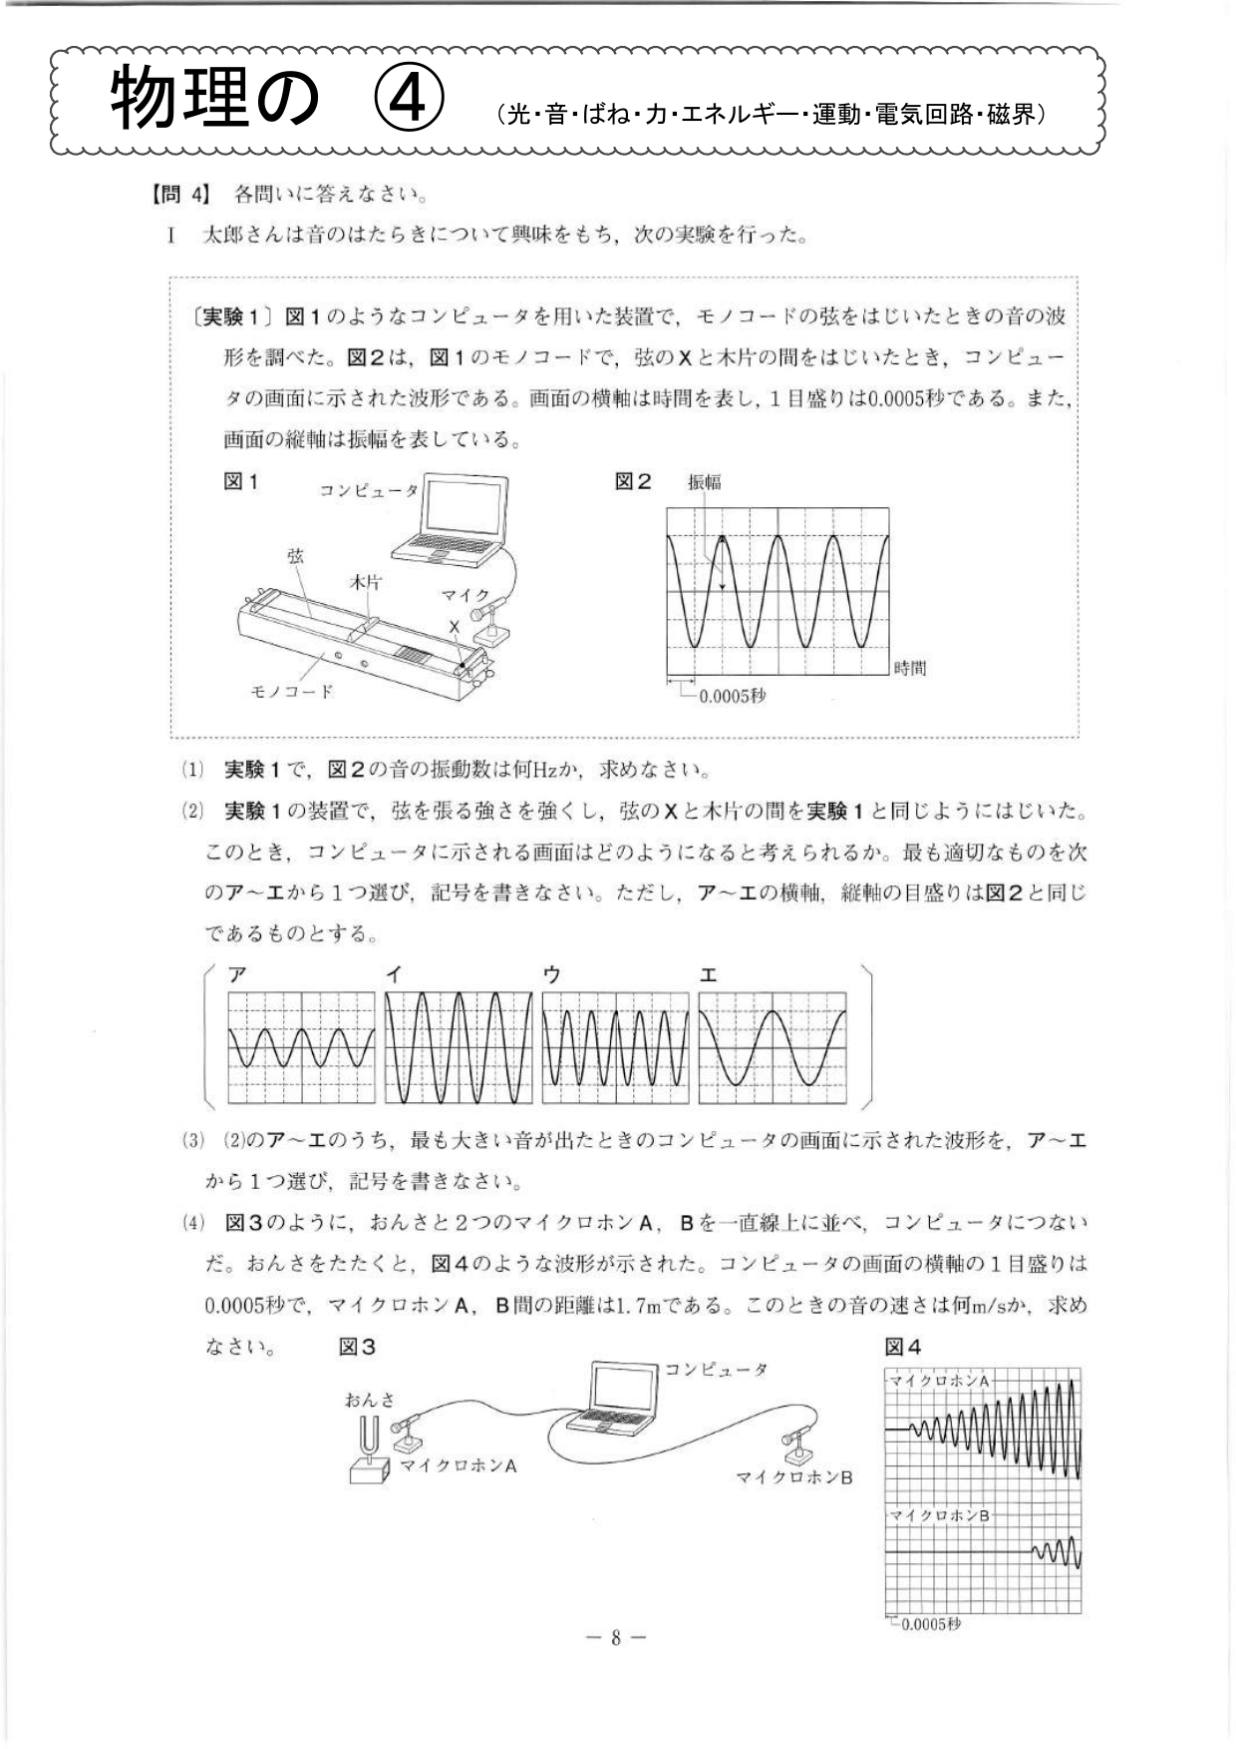 物理の ④ (光・音・ばね・力・エネルギー・運動・電気回路・磁界)
【問 4】 各問いに答えなさい。
Ⅰ 太郎さんは音のはたらきについて興味をもち，次の実験を行った。
〔実験1〕図1のようなコンピュータを用いた装置で，モノコードの弦をはじいたときの音の波
形を調べた。図2は，図1のモノコードで，弦のXと木片の間をはじいたとき，コンピュー
タの画面に示された波形である。画面の横軸は時間を表し，1目盛りは0.0005秒である。また，
画面の縦軸は振幅を表している。
図1
コンピュータ
弦
木片
マイク
X
モノコード
図2
振幅
時間
0.0005秒
(1) 実験1で，図2の音の振動数は何Hzか，求めなさい。
(2) 実験1の装置で，弦を張る強さを強くし，弦のXと木片の間を実験1と同じようにはじいた。
このとき，コンピュータに示される画面はどのようになると考えられるか。最も適切なものを次
のア〜エから1つ選び，記号を書きなさい。ただし，ア〜エの横軸，縦軸の目盛りは図2と同じ
であるものとする。
ア イ ウ エ
(3) (2)のア〜エのうち，最も大きい音が出たときのコンピュータの画面に示された波形を，ア〜エ
から1つ選び，記号を書きなさい。
(4) 図3のように，おんさと2つのマイクロホンA，Bを一直線上に並べ，コンピュータにつない
だ。おんさをたたくと，図4のような波形が示された。コンピュータの画面の横軸の1目盛りは
0.0005秒で，マイクロホンA，B間の距離は1.7mである。このときの音の速さは何m/sか，求め
なさい。
図3
コンピュータ
おんさ
マイクロホンA
マイクロホンB
図4
マイクロホンA
マイクロホンB
0.0005秒
－ 8 －